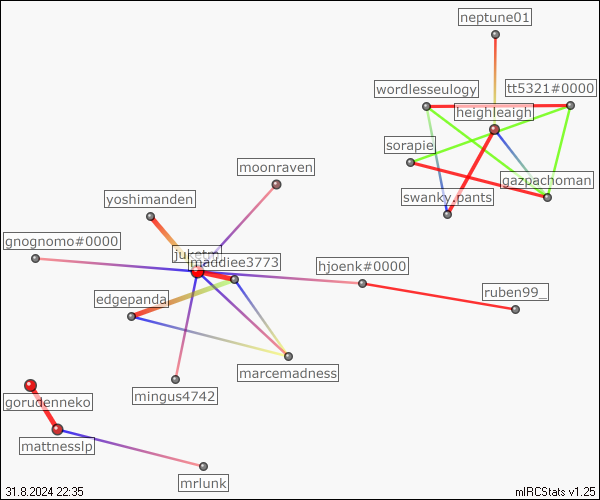 neptune01
wordlesseulogy
tt5321#0000
heighleaigh
sorapie
moonraven
gazpachoman
yoshimanden
swanky.pants
gnognomo#0000
maddiee3773
hjoenk#0000
edgepanda
ruben99_
marcemadness
mingus4742
gorudenneko
mattnesslp
mrlunk
31.8.2024 22:35
mIRCStats v1.25